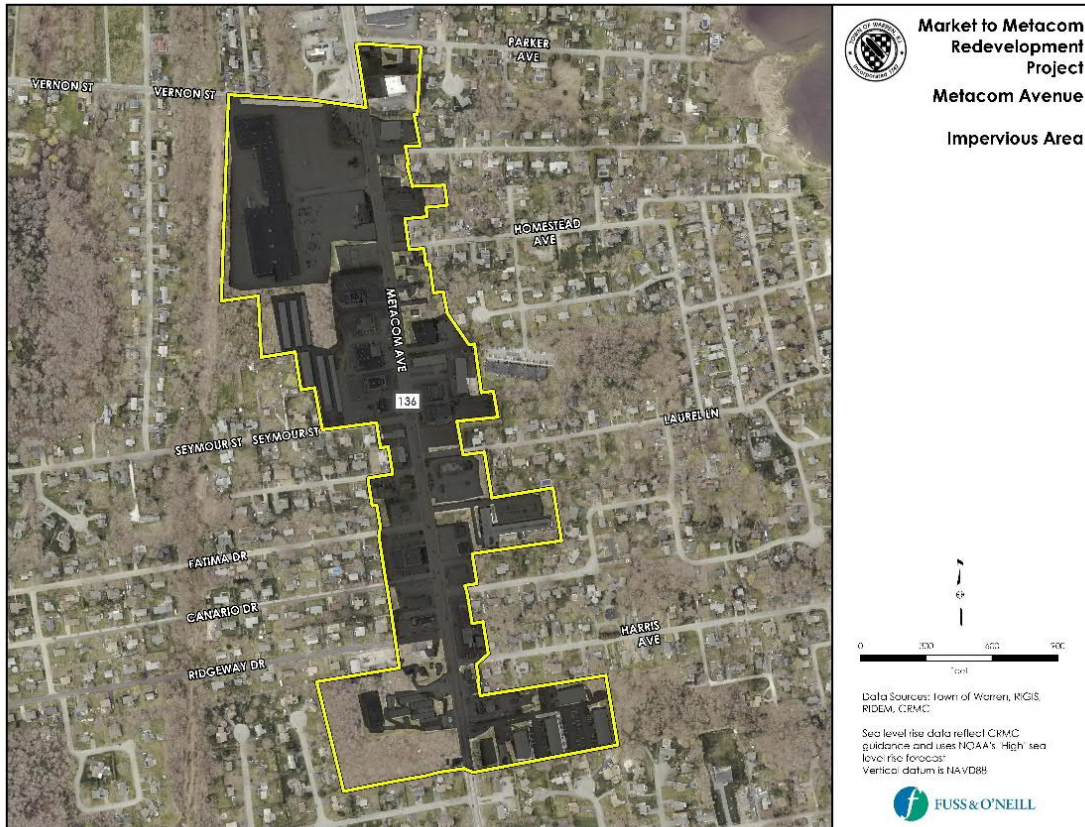 PARKER
AVE
VERNON ST
VERNON ST
HOMESTEAD
AVE
METACOM AVE
136
LAUREL LN
SEYMOUR ST
SEYMOUR ST
FATIMA DR
CANARIO DR
HARRIS
AVE
RIDGEWAY DR
TOWN OF WARREN, R.I.
Market to Metacom
Redevelopment
Project
Metacom Avenue
Impervious Area
0 300 600 900
Feet
Data Sources: Town of Warren, RIGIS,
RIDEM, CRMC
Sea level rise data reflect CRMC
guidance and uses NOAA's 'High' sea
level rise forecast
Vertical datum is NAVD88
f
FUSS & O'NEILL